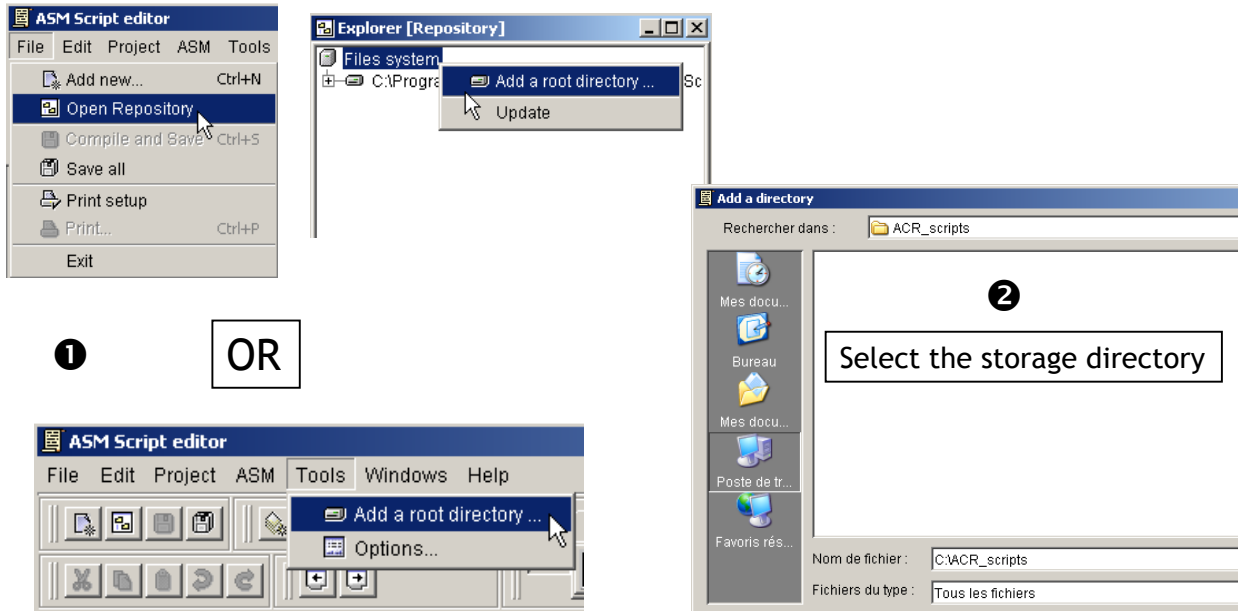 ASM Script editor
File Edit Project ASM Tools
Add new... Ctrl+N
Open Repository
Compile and Save Ctrl+S
Save all
Print setup
Print... Ctrl+P
Exit
Explorer [Repository]
Files system
C:\Progra Sc
Add a root directory ...
Update
❶
OR
ASM Script editor
File Edit Project ASM Tools Windows Help
Add a root directory ...
Options...
Add a directory
Rechercher dans : ACR_scripts
Mes docu...
Bureau
Mes docu...
Poste de tr...
Favoris rés...
❷
Select the storage directory
Nom de fichier : C:\ACR_scripts
Fichiers du type : Tous les fichiers